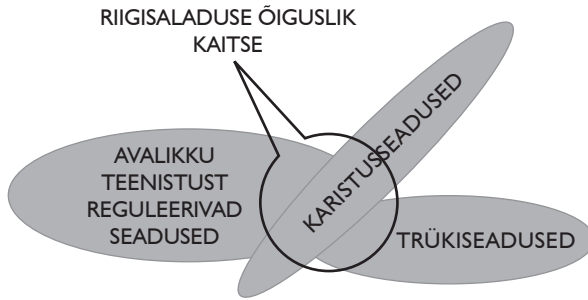 RIIGISALADUSE ÕIGUSLIK
KAITSE
AVALIKKU
TEENISTUST
REGULEERIVAD
SEADUSED
KARISTUSSEADUSED
TRÜKISEADUSED